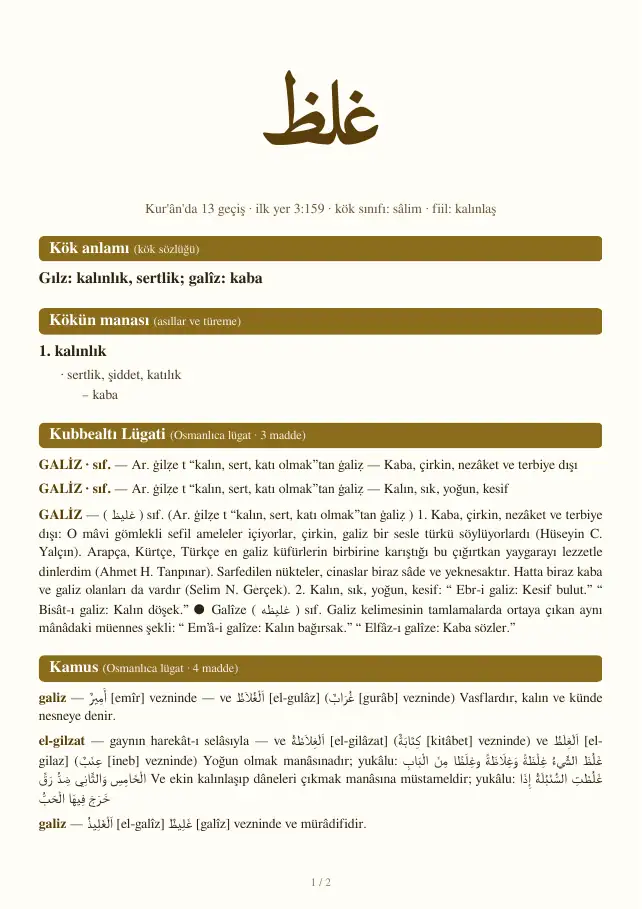 غلظ
Kur'ân'da 13 geçiş · ilk yer 3:159 · kök sınıfı: sâlim · fiil: kalınlaş
Kök anlamı (kök sözlüğü)
Gılz: kalınlık, sertlik; galîz: kaba
Kökün manası (asıllar ve türeme)
1. kalınlık
· sertlik, şiddet, katılık
– kaba
Kubbealtı Lügati (Osmanlıca lügat · 3 madde)
GALİZ · sıf. — Ar. ġilẓe t “kalın, sert, katı olmak”tan ġaliẓ — Kaba, çirkin, nezâket ve terbiye dışı
GALİZ · sıf. — Ar. ġilẓe t “kalın, sert, katı olmak”tan ġaliẓ — Kalın, sık, yoğun, kesif
GALİZ — ( غليظ ) sıf. (Ar. ġilẓe t “kalın, sert, katı olmak”tan ġaliẓ ) 1. Kaba, çirkin, nezâket ve terbiye
dışı: O mâvi gömlekli sefil ameleler içiyorlar, çirkin, galiz bir sesle türkü söylüyorlardı (Hüseyin C.
Yalçın). Arapça, Kürtçe, Türkçe en galiz küfürlerin birbirine karıştığı bu çığırtkan yaygarayı lezzetle
dinlerdim (Ahmet H. Tanpınar). Sarfedilen nükteler, cinaslar biraz sâde ve yeknesaktır. Hatta biraz kaba
ve galiz olanları da vardır (Selim N. Gerçek). 2. Kalın, sık, yoğun, kesif: “ Ebr-i galiz: Kesif bulut.” “
Bisât-ı galiz: Kalın döşek.” ● Galîze ( غليظه ) sıf. Galiz kelimesinin tamlamalarda ortaya çıkan aynı
mânâdaki müennes şekli: “ Em’â-i galîze: Kalın bağırsak.” “ Elfâz-ı galîze: Kaba sözler.”
Kamus (Osmanlıca lügat · 4 madde)
galiz — أَمِيرٌ [emîr] vezninde — ve اَلْغُلَاظُ [el-gulâz] (غُرَابٌ [gurâb] vezninde) Vasflardır, kalın ve künde
nesneye denir.
el-gilzat — gaynın harekât-ı selâsıyla — ve اَلْغِلَاظَةُ [el-gilâzat] (كِتَابَةٌ [kitâbet] vezninde) ve اَلْغِلَظُ [el-
gilaz] (عِنَبٌ [ineb] vezninde) Yoğun olmak manâsınadır; yukâlu: غَلُظَ الشَّيْءُ غِلْظَةً وَغِلَاظَةً وَغِلَظًا مِنَ الْبَابِ
الْخَامِسِ وَالثَّانِي ضِدُّ رَقَّ Ve ekin kalınlaşıp dâneleri çıkmak manâsına müstameldir; yukâlu: غَلُظَتِ السُّنْبُلَةُ إِذَا
خَرَجَ فِيهَا الْحَبُّ
galiz — اَلْغَلِيذُ [el-galîz] غَلِيظٌ [galîz] vezninde ve mürâdifidir.
1 / 2